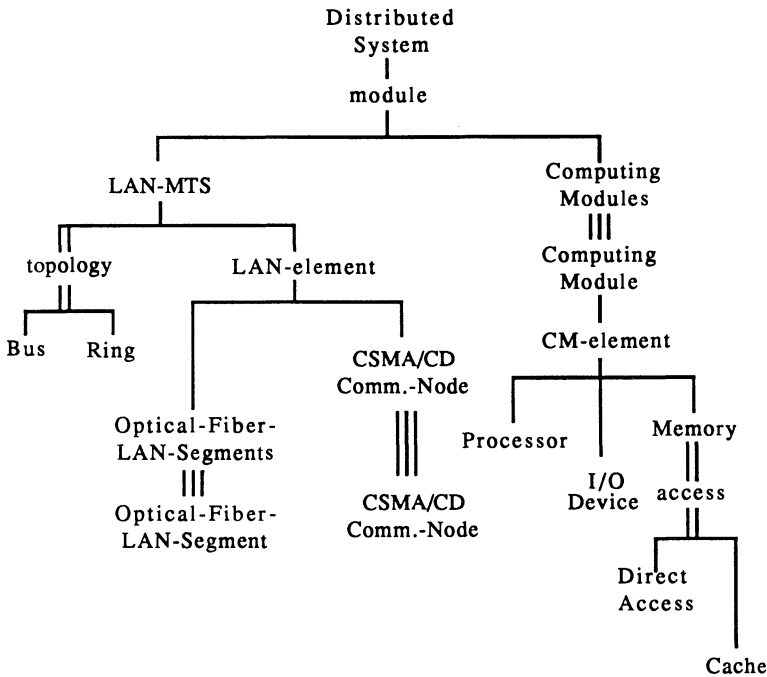 Distributed
System
module
LAN-MTS
Computing
Modules
topology
LAN-element
Computing
Module
Bus
Ring
CSMA/CD
Comm.-Node
CM-element
Optical-Fiber-
LAN-Segments
Processor
Memory
I/O
Device
access
Optical-Fiber-
LAN-Segment
CSMA/CD
Comm.-Node
Direct
Access
Cache